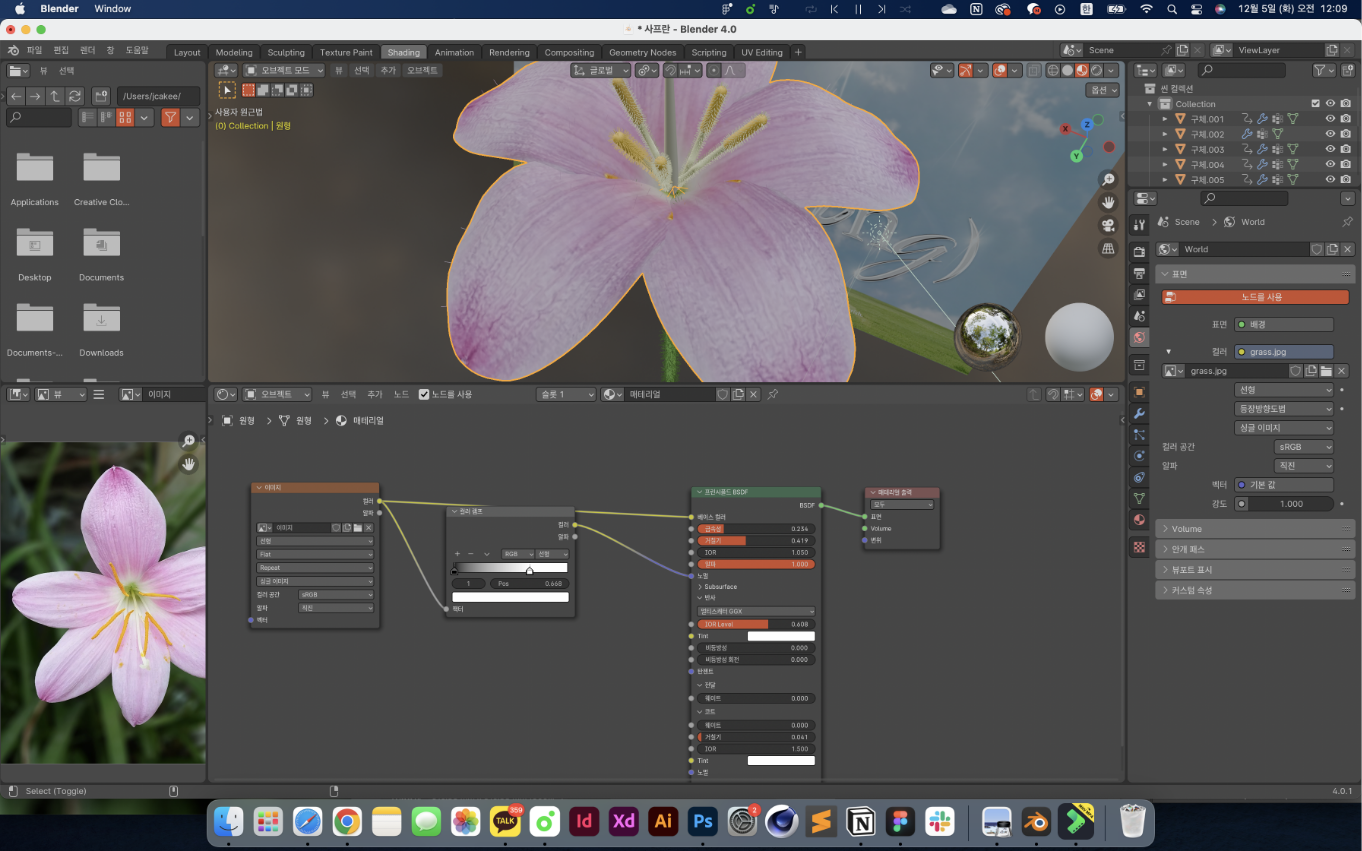 Blender Window
12월 5일 (화) 오전 12:09
* 사프란 - Blender 4.0
파일 편집 렌더 창 도움말 Layout Modeling Sculpting Texture Paint Shading Animation Rendering Compositing Geometry Nodes Scripting UV Editing + Scene ViewLayer
뷰 선택
오브젝트 모드 뷰 선택 추가 오브젝트 글로벌
/Users/jcakee/
옵션
사용자 원근법
(0) Collection | 원형
Applications Creative Clo...
Desktop Documents
Documents-... Downloads
X Y Z
씬 컬렉션
Collection
구체.001
구체.002
구체.003
구체.004
구체.005
Scene > World
World
표면
노드를 사용
표면 배경
컬러 grass.jpg
grass.jpg
선형
등장방향도법
싱글 이미지
컬러 공간 sRGB
알파 직진
벡터 기본 값
강도 1.000
Volume
안개 패스
뷰포트 표시
커스텀 속성
뷰 이미지
오브젝트 뷰 선택 추가 노드 노드를 사용 슬롯 1 매테리얼
원형 > 원형 > 매테리얼
이미지
컬러
알파
이미지
선형
Flat
Repeat
싱글 이미지
컬러 공간 sRGB
알파 직진
벡터
컬러 램프
컬러
알파
RGB 선형
1 Pos 0.668
팩터
프린시폴드 BSDF
BSDF
베이스 컬러
금속성 0.234
거칠기 0.419
IOR 1.050
알파 1.000
노멀
Subsurface
반사
멀티스캐터 GGX
IOR Level 0.608
Tint
비등방성 0.000
비등방성 회전 0.000
탄젠트
전달
웨이트 0.000
코트
웨이트 0.000
거칠기 0.041
IOR 1.500
Tint
노멀
매테리얼 출력
모두
표면
Volume
변위
Select (Toggle)
4.0.1
TALK 359 Id Xd Ai Ps 2